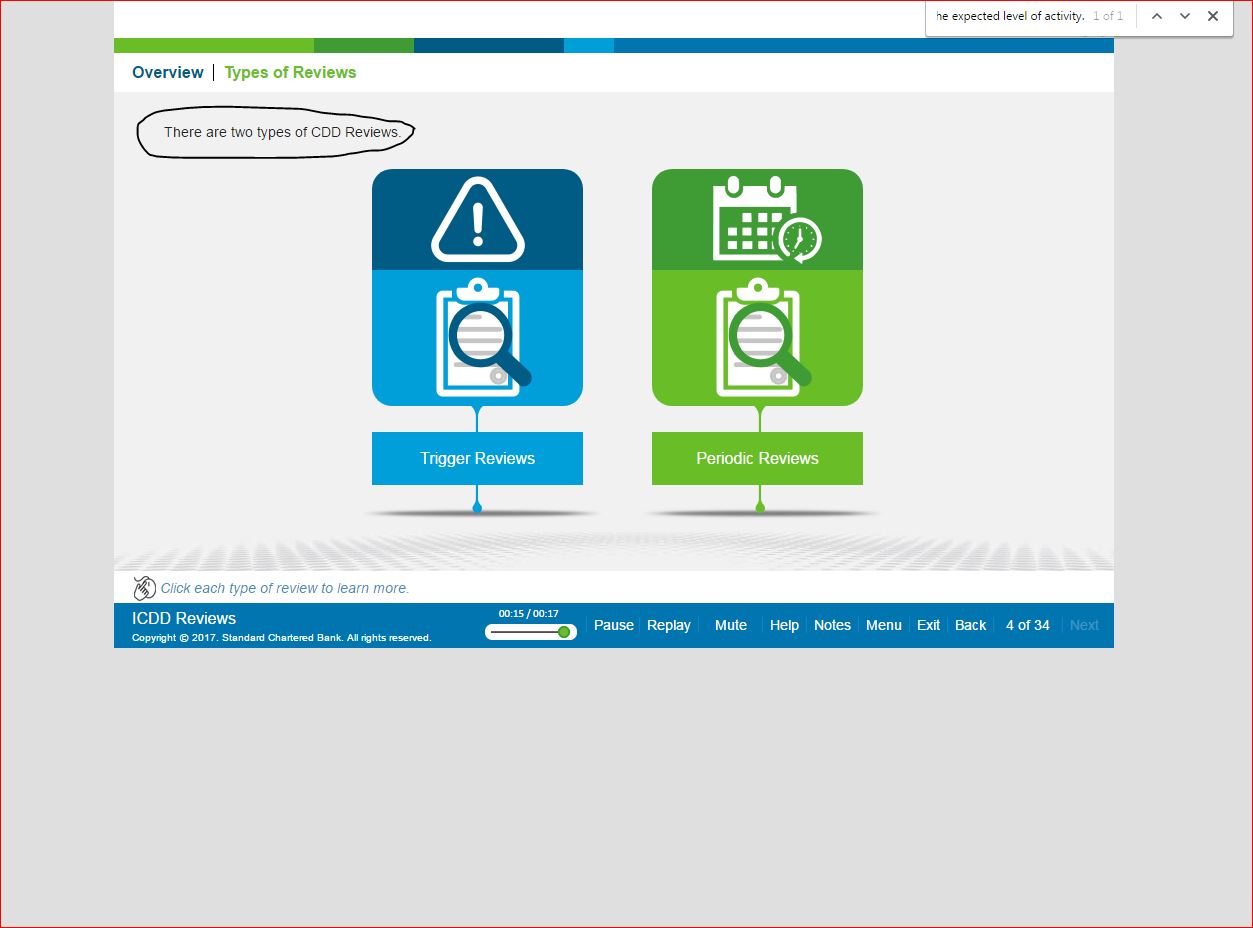 he expected level of activity. 1 of 1
Overview | Types of Reviews
There are two types of CDD Reviews.
Trigger Reviews
Periodic Reviews
Click each type of review to learn more.
ICDD Reviews
Copyright © 2017. Standard Chartered Bank. All rights reserved.
00:15 / 00:17
Pause Replay Mute Help Notes Menu Exit Back 4 of 34 Next